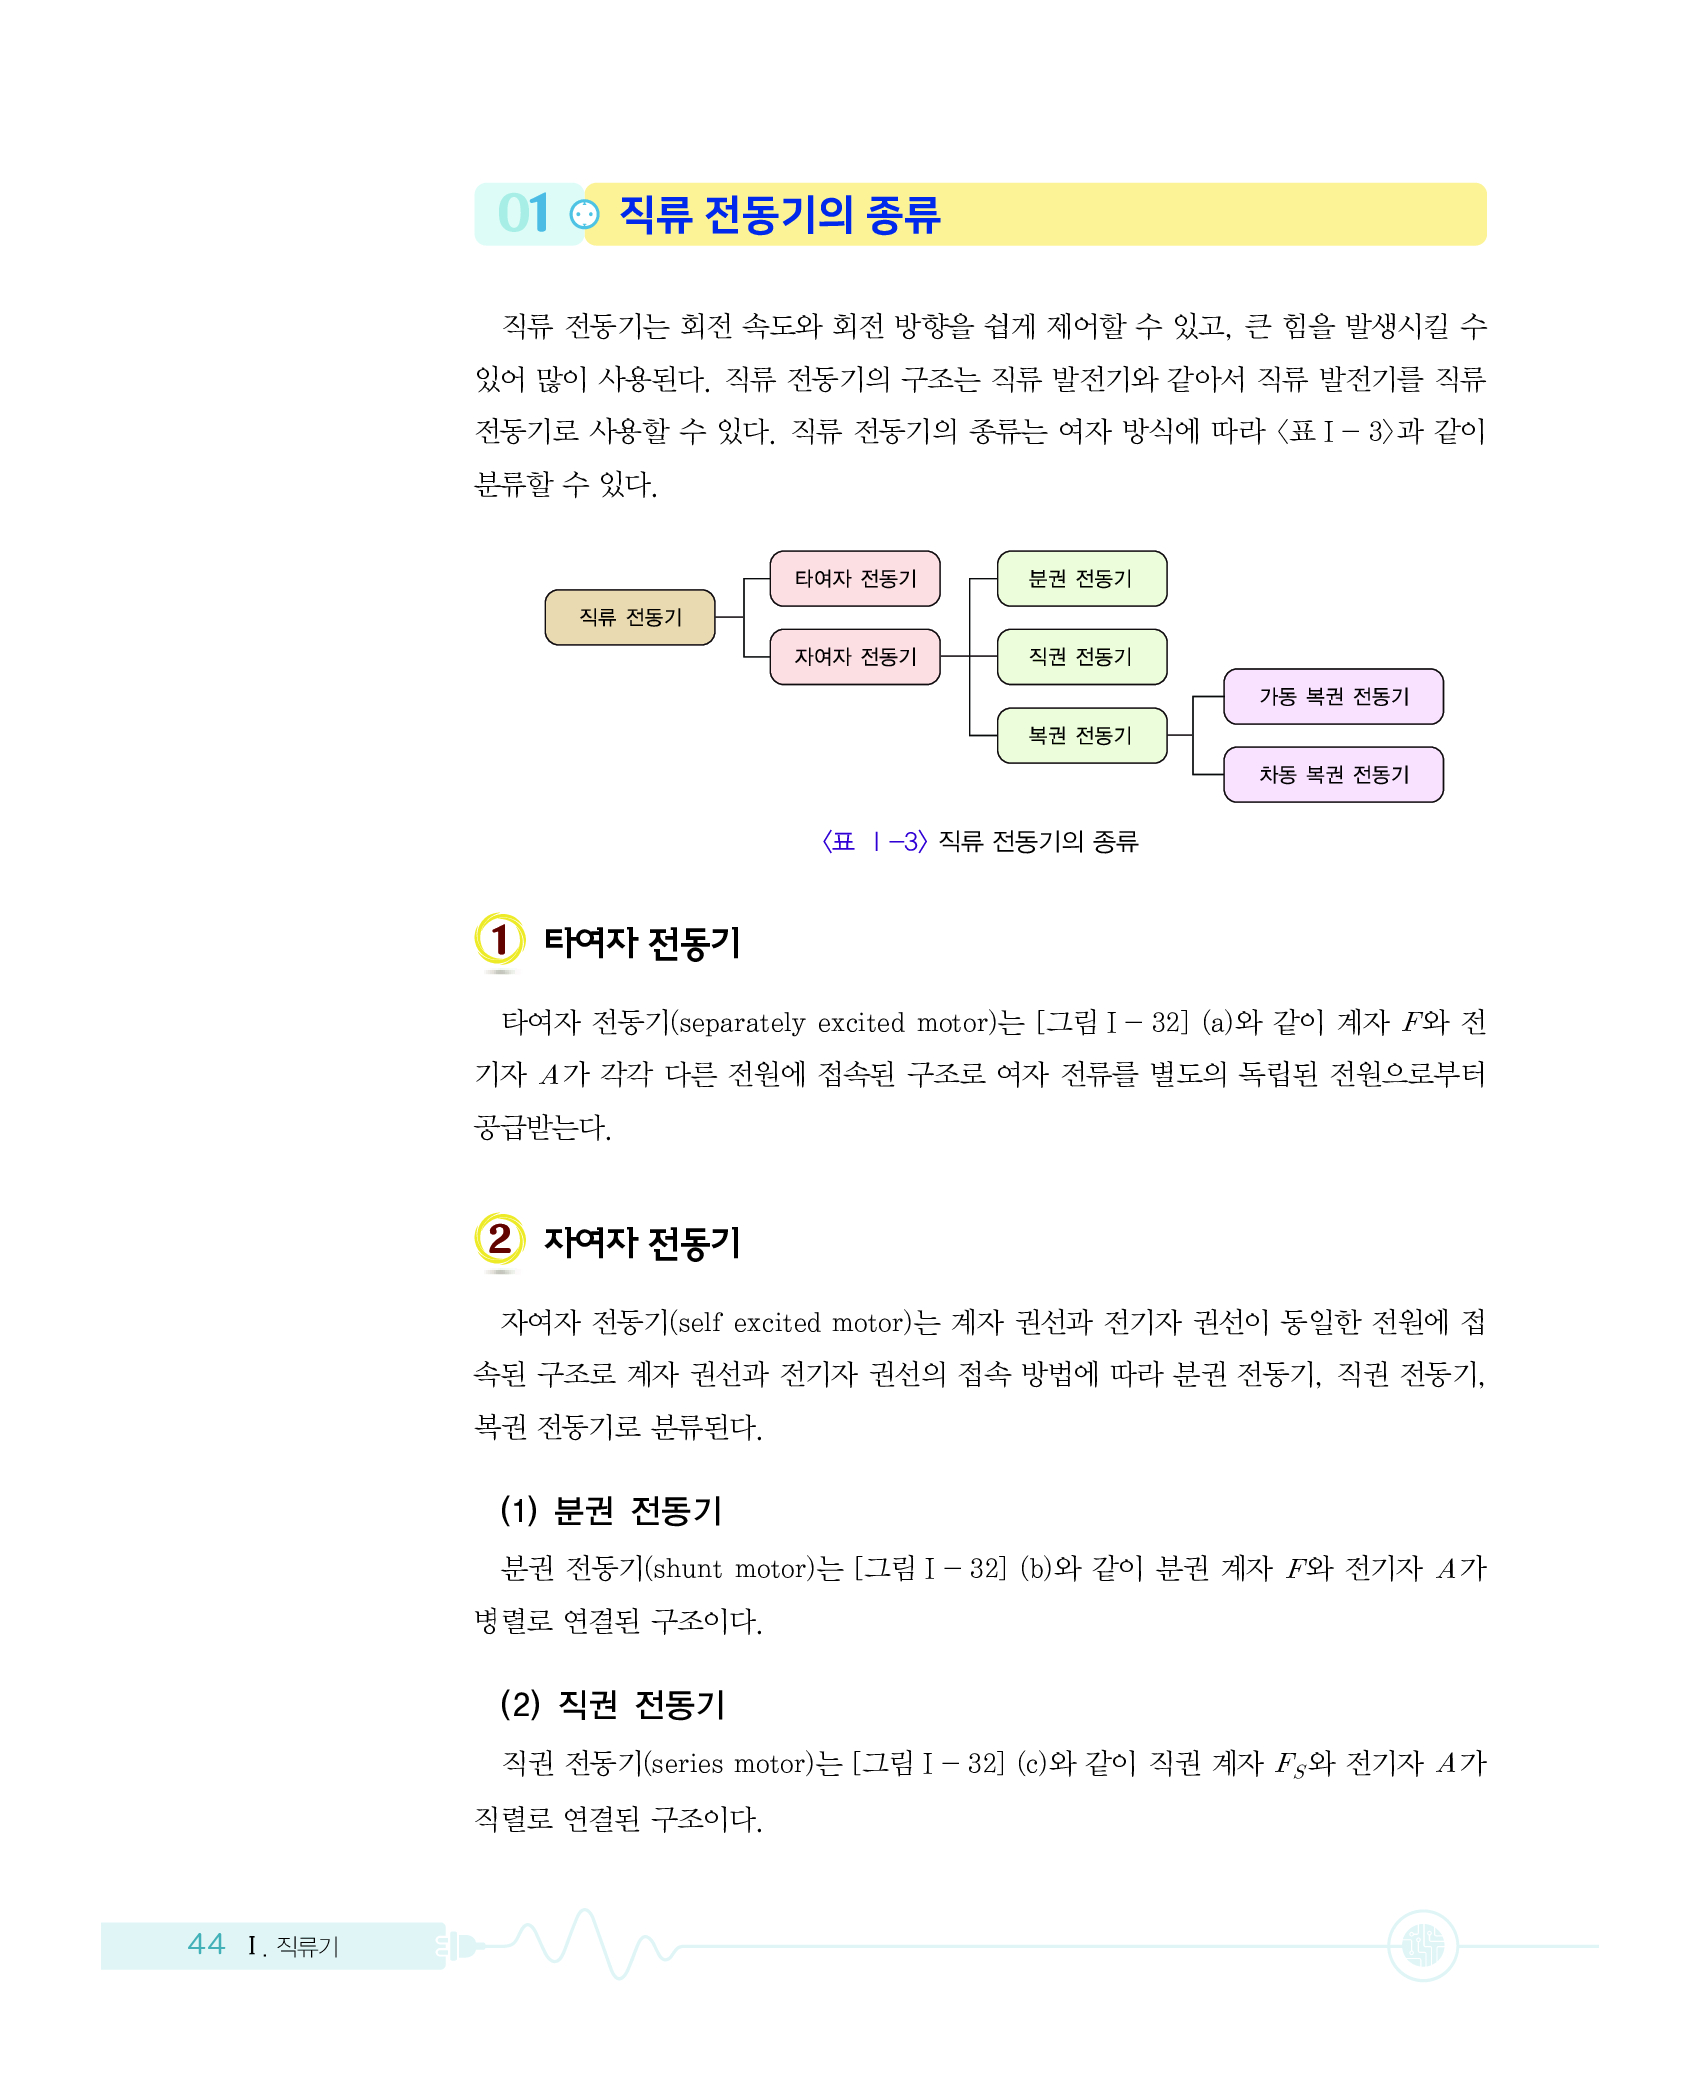 01 직류 전동기의 종류
직류 전동기는 회전 속도와 회전 방향을 쉽게 제어할 수 있고, 큰 힘을 발생시킬 수
있어 많이 사용된다. 직류 전동기의 구조는 직류 발전기와 같아서 직류 발전기를 직류
전동기로 사용할 수 있다. 직류 전동기의 종류는 여자 방식에 따라 〈표 Ⅰ-3〉과 같이
분류할 수 있다.
직류 전동기
타여자 전동기
자여자 전동기
분권 전동기
직권 전동기
복권 전동기
가동 복권 전동기
차동 복권 전동기
〈표 Ⅰ-3〉 직류 전동기의 종류
1 타여자 전동기
타여자 전동기(separately excited motor)는 [그림 Ⅰ-32] (a)와 같이 계자 F와 전
기자 A가 각각 다른 전원에 접속된 구조로 여자 전류를 별도의 독립된 전원으로부터
공급받는다.
2 자여자 전동기
자여자 전동기(self excited motor)는 계자 권선과 전기자 권선이 동일한 전원에 접
속된 구조로 계자 권선과 전기자 권선의 접속 방법에 따라 분권 전동기, 직권 전동기,
복권 전동기로 분류된다.
(1) 분권 전동기
분권 전동기(shunt motor)는 [그림 Ⅰ-32] (b)와 같이 분권 계자 F와 전기자 A가
병렬로 연결된 구조이다.
(2) 직권 전동기
직권 전동기(series motor)는 [그림 Ⅰ-32] (c)와 같이 직권 계자 F_S와 전기자 A가
직렬로 연결된 구조이다.
44 Ⅰ. 직류기